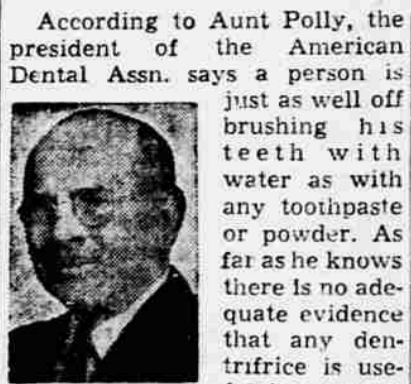 According to Aunt Polly, the
president of the American
Dental Assn. says a person is
just as well off
brushing his
teeth with
water as with
any toothpaste
or powder. As
far as he knows
there is no ade-
quate evidence
that any den-
trifrice is use-